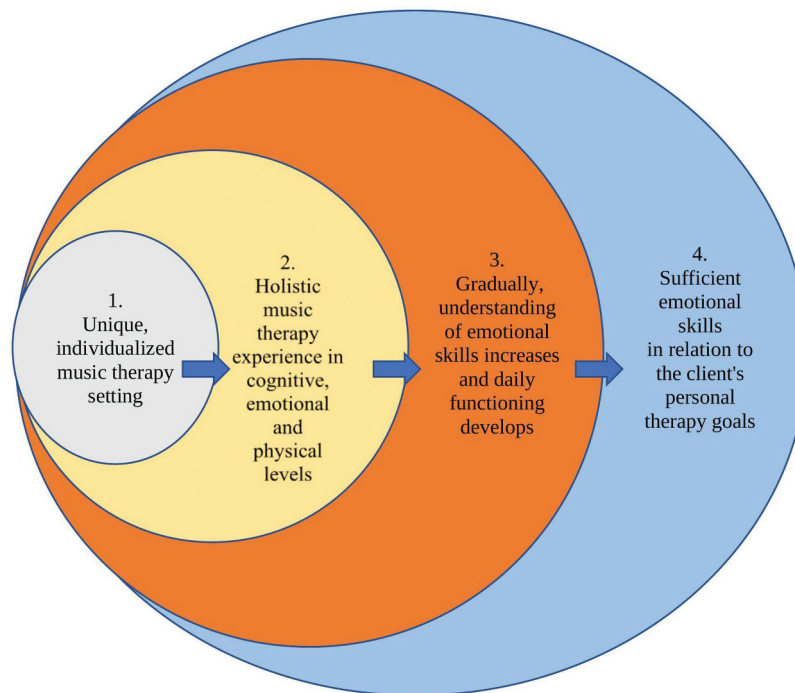 1.
Unique,
individualized
music therapy
setting
2.
Holistic
music
therapy
experience in
cognitive,
emotional
and
physical
levels
3.
Gradually,
understanding
of emotional
skills increases
and daily
functioning
develops
4.
Sufficient
emotional
skills
in relation to
the client's
personal
therapy goals